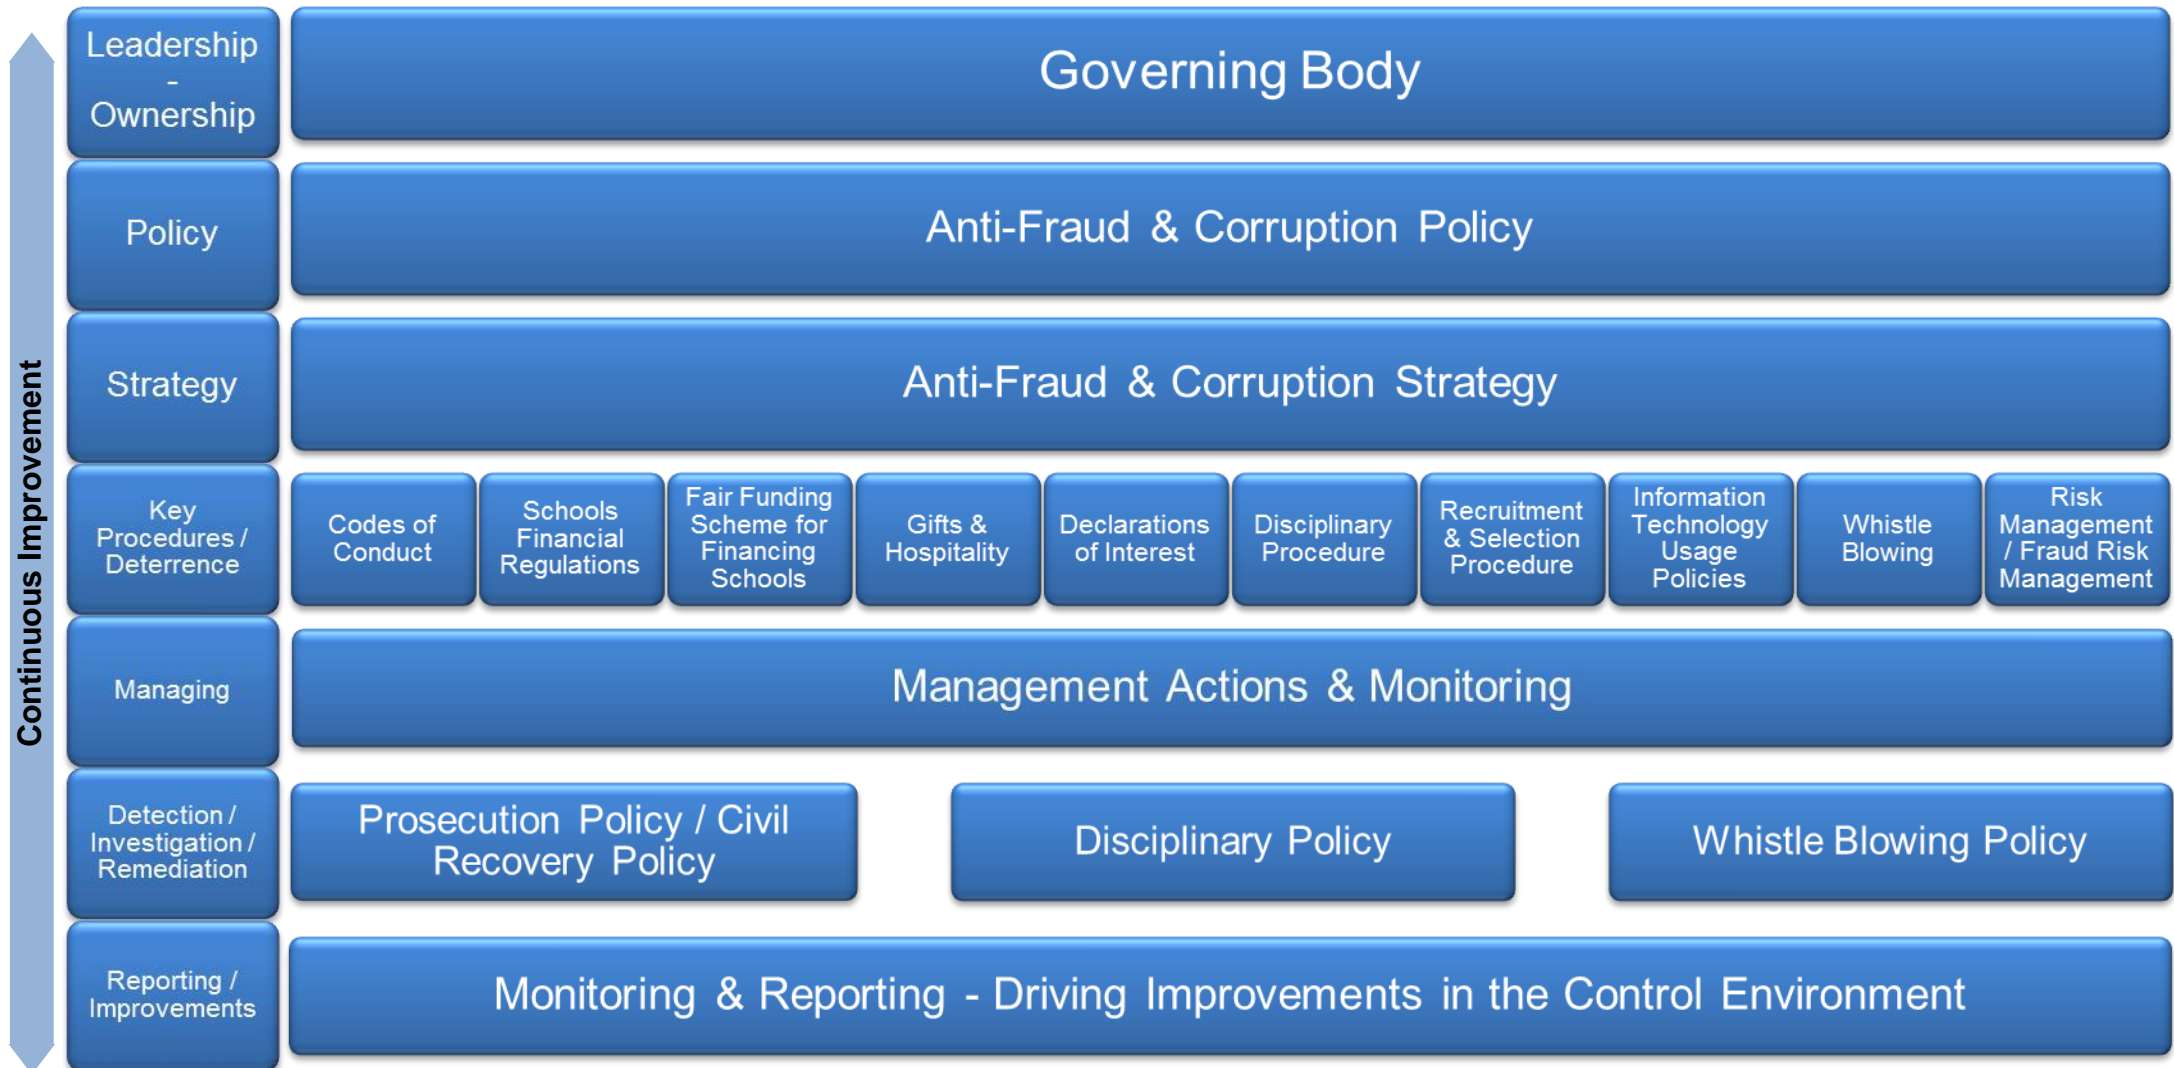 Continuous Improvement
Leadership
-
Ownership
Governing Body
Policy
Anti-Fraud & Corruption Policy
Strategy
Anti-Fraud & Corruption Strategy
Key
Procedures /
Deterrence
Codes of
Conduct
Schools
Financial
Regulations
Fair Funding
Scheme for
Financing
Schools
Gifts &
Hospitality
Declarations
of Interest
Disciplinary
Procedure
Recruitment
& Selection
Procedure
Information
Technology
Usage
Policies
Whistle
Blowing
Risk
Management
/ Fraud Risk
Management
Managing
Management Actions & Monitoring
Detection /
Investigation /
Remediation
Prosecution Policy / Civil
Recovery Policy
Disciplinary Policy
Whistle Blowing Policy
Reporting /
Improvements
Monitoring & Reporting - Driving Improvements in the Control Environment